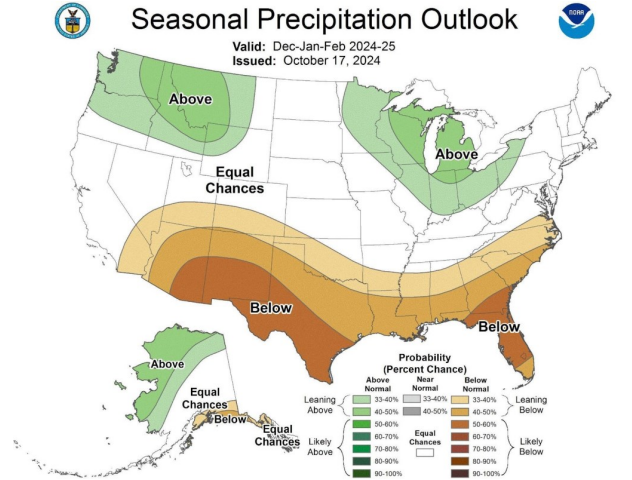 Seasonal Precipitation Outlook
NOAA
Valid: Dec-Jan-Feb 2024-25
Issued: October 17, 2024
Above
Above
Equal
Chances
Below
Below
Above
Equal
Chances
Below
Equal
Chances
Probability
(Percent Chance)
Above
Normal
Near
Normal
Below
Normal
Leaning
Above
33-40%
40-50%
33-40%
40-50%
33-40%
40-50%
Leaning
Below
Likely
Above
50-60%
60-70%
70-80%
80-90%
90-100%
Equal
Chances
50-60%
60-70%
70-80%
80-90%
90-100%
Likely
Below